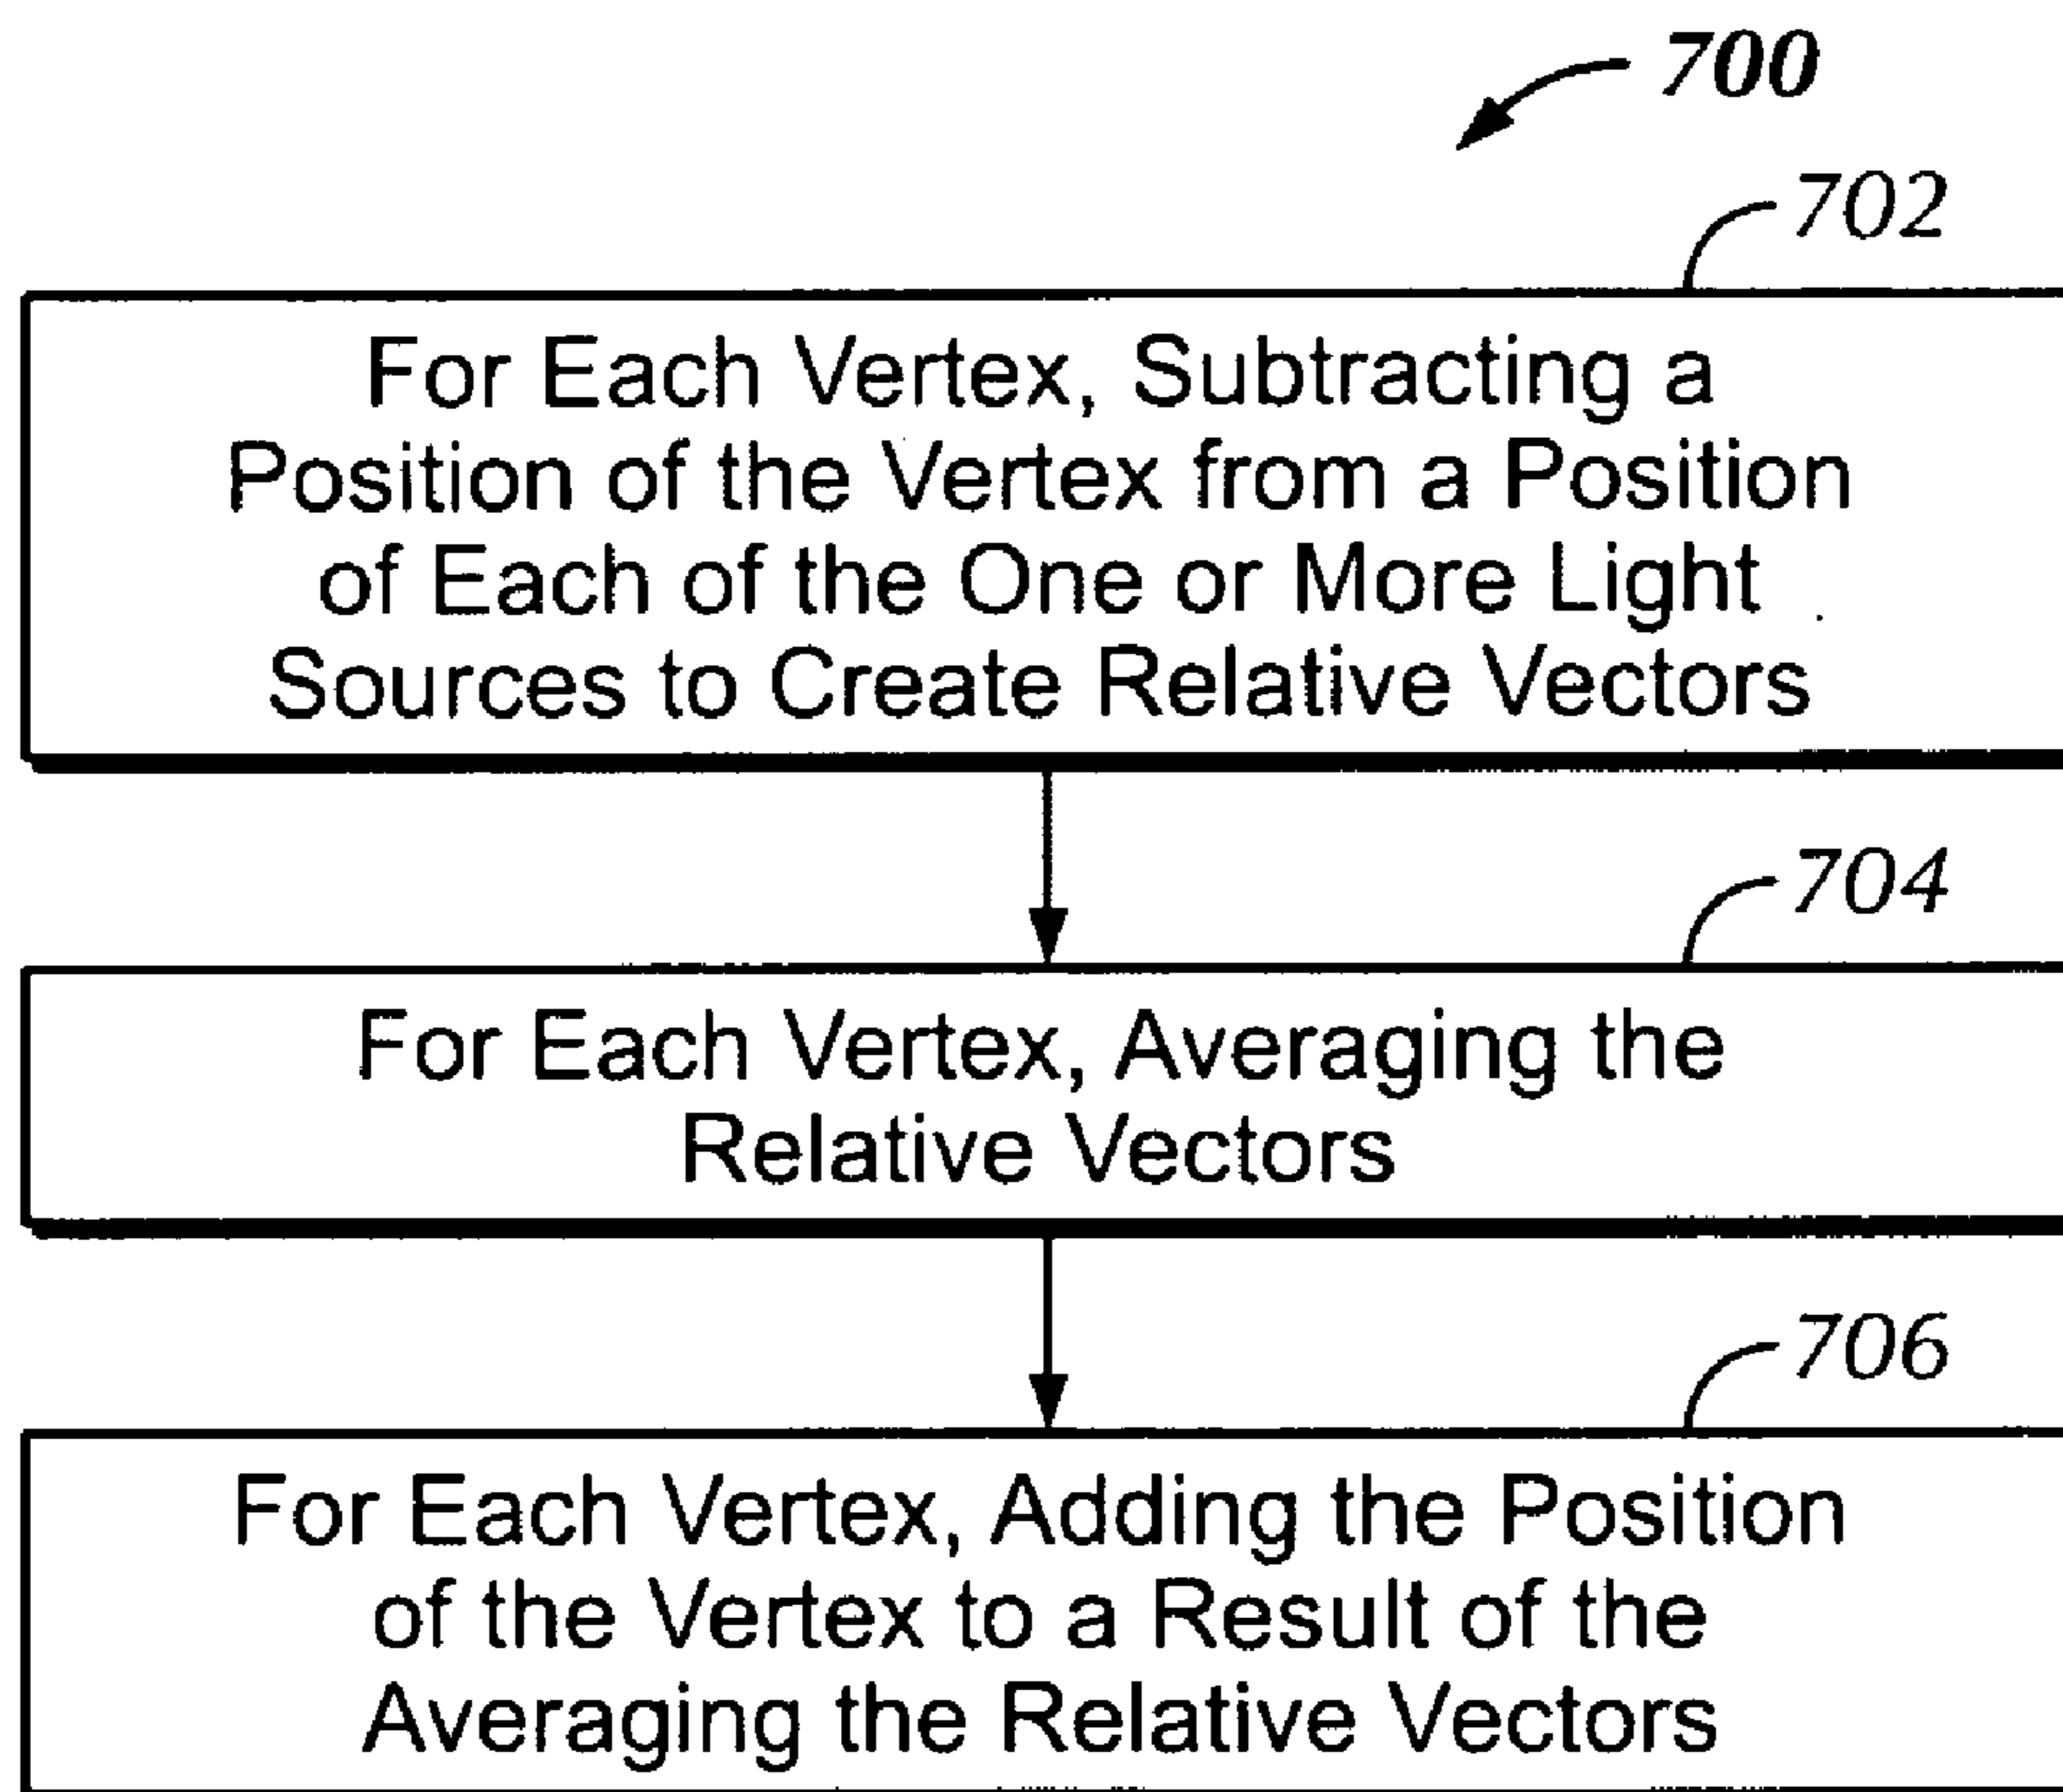 700
702
For Each Vertex, Subtracting a
Position of the Vertex from a Position
of Each of the One or More Light
Sources to Create Relative Vectors
704
For Each Vertex, Averaging the
Relative Vectors
706
For Each Vertex, Adding the Position
of the Vertex to a Result of the
Averaging the Relative Vectors